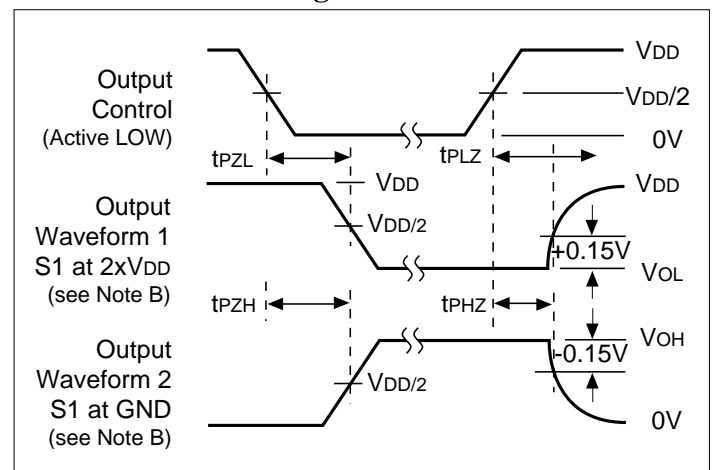 Output
Control
(Active LOW)
VDD
VDD/2
0V
tPZL
tPLZ
VDD
VDD
Output
Waveform 1
S1 at 2xVDD
(see Note B)
VDD/2
+0.15V
VOL
tPZH
tPHZ
VOH
Output
Waveform 2
S1 at GND
(see Note B)
VDD/2
-0.15V
0V